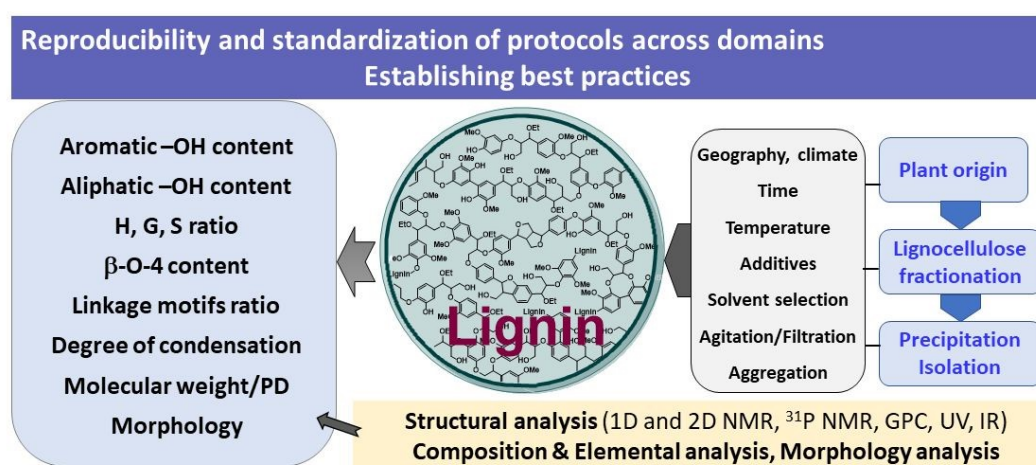 Reproducibility and standardization of protocols across domains
Establishing best practices
Aromatic –OH content
Aliphatic –OH content
H, G, S ratio
β-O-4 content
Linkage motifs ratio
Degree of condensation
Molecular weight/PD
Morphology
Lignin
Geography, climate
Time
Temperature
Additives
Solvent selection
Agitation/Filtration
Aggregation
Plant origin
Lignocellulose
fractionation
Precipitation
Isolation
Structural analysis (1D and 2D NMR, ³¹P NMR, GPC, UV, IR)
Composition & Elemental analysis, Morphology analysis